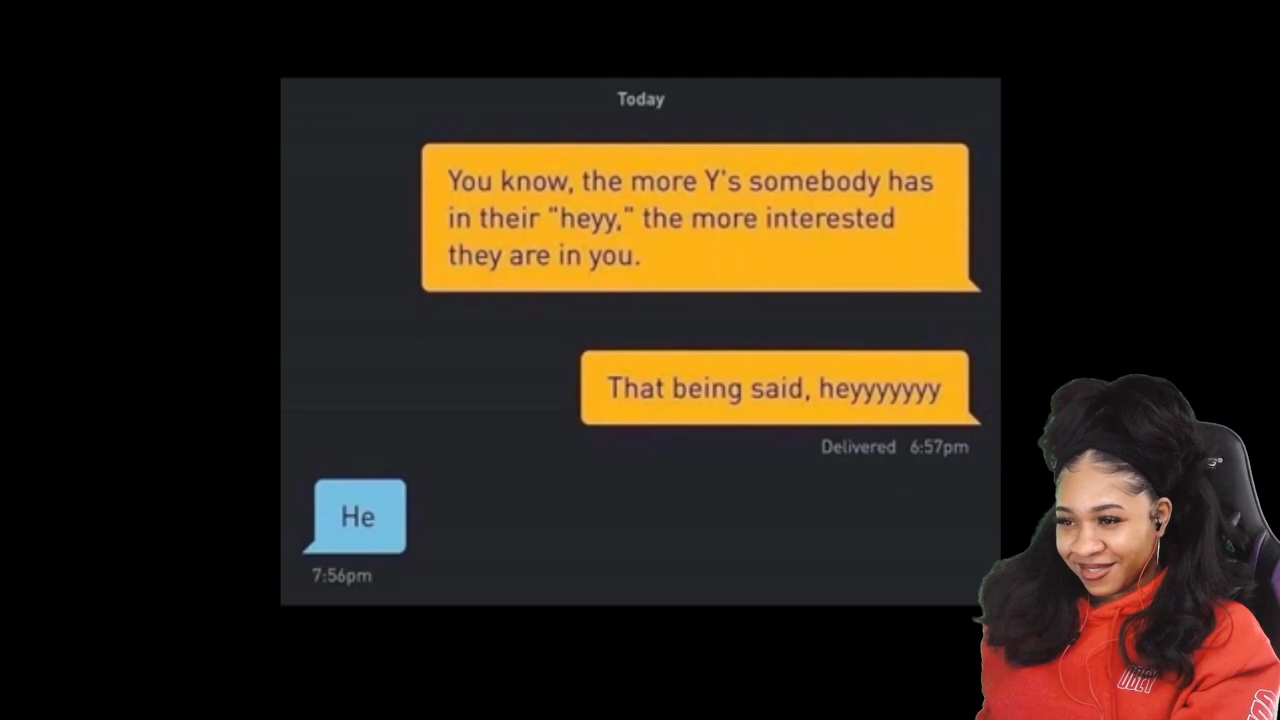 Today
You know, the more Y's somebody has
in their "heyy," the more interested
they are in you.
That being said, heyyyyyyy
Delivered 6:57pm
He
7:56pm
OBEY